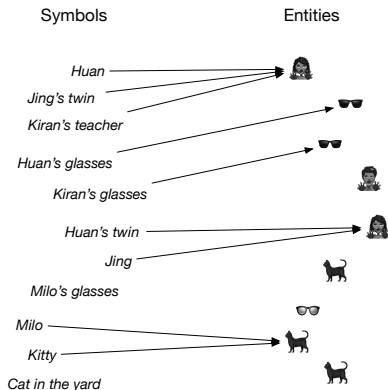 Symbols
Entities
Huan
Jing's twin
Kiran's teacher
Huan's glasses
Kiran's glasses
Huan's twin
Jing
Milo's glasses
Milo
Kitty
Cat in the yard